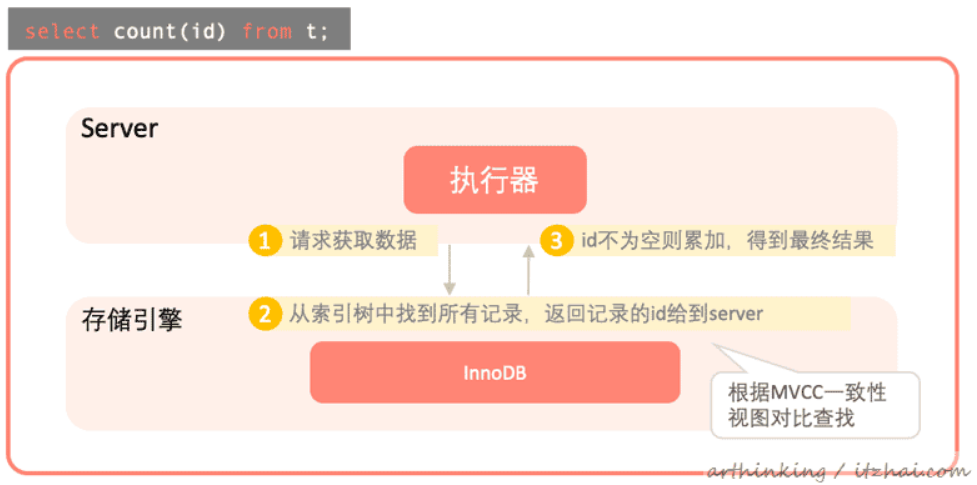 select count(id) from t;
Server
执行器
1 请求获取数据
3 id不为空则累加，得到最终结果
存储引擎
2 从索引树中找到所有记录，返回记录的id给到server
InnoDB
根据MVCC一致性
视图对比查找
arthinking / itzhai.com